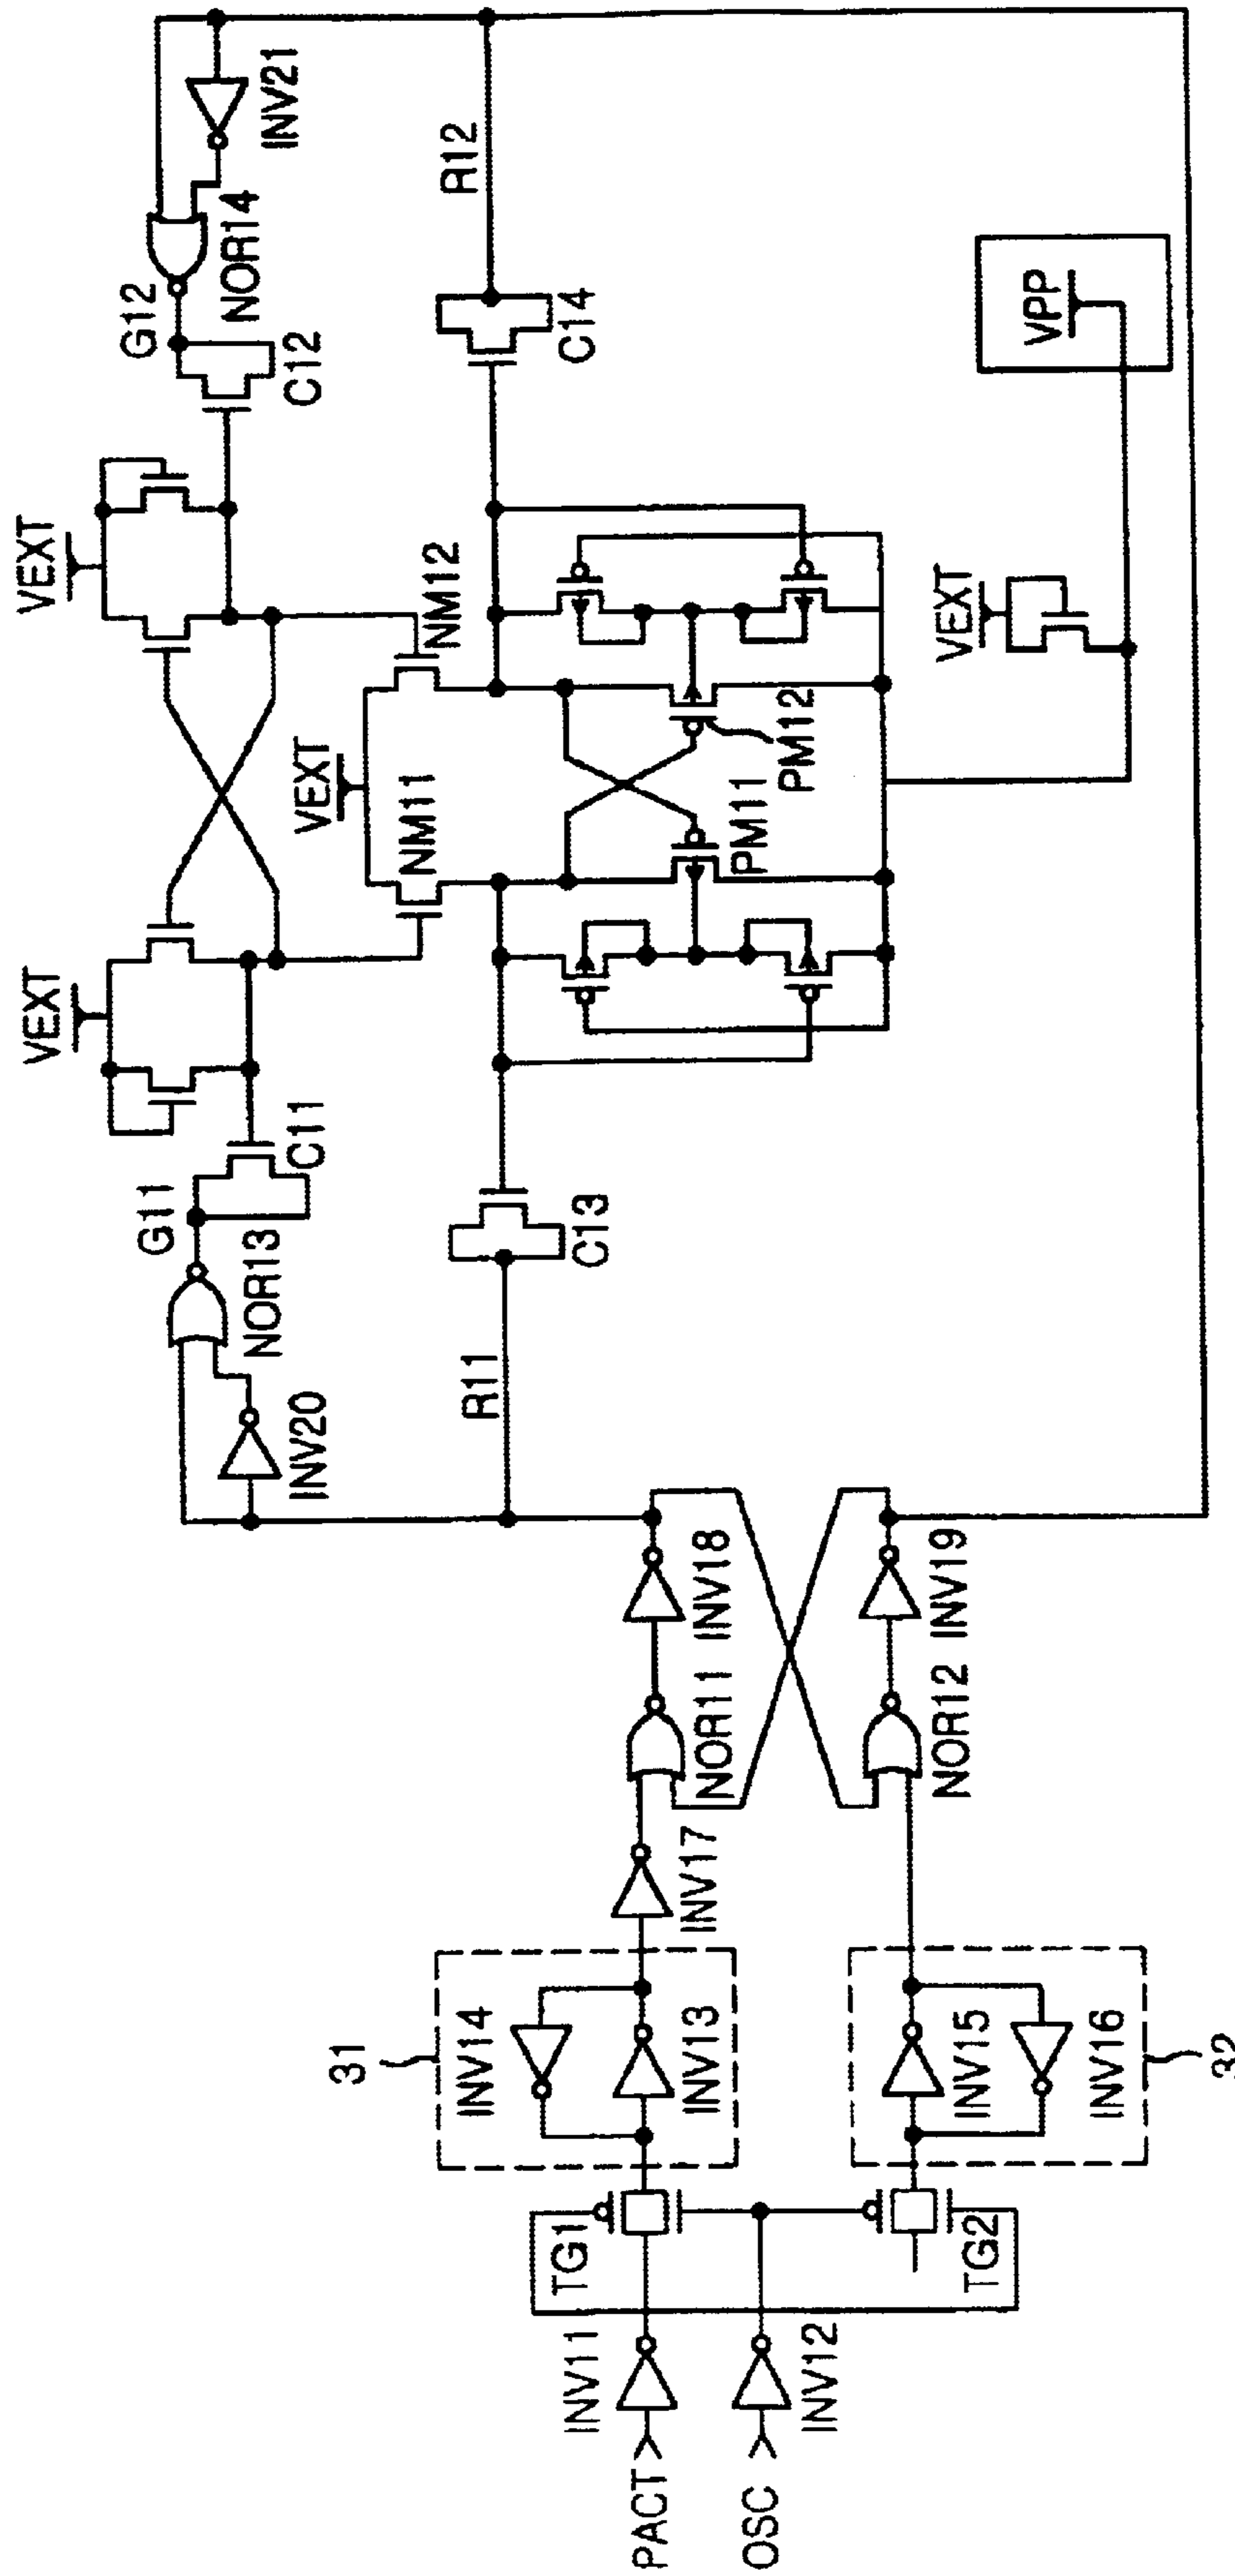 PACT
OSC
INV11
INV12
TG1
TG2
31
INV14
INV13
INV15
INV16
32
INV17
NOR11
INV18
NOR12
INV19
INV20
NOR13
G11
C11
R11
C13
VEXT
VEXT
VEXT
NM11
NM12
PM11
PM12
G12
C12
NOR14
INV21
R12
C14
VEXT
VPP